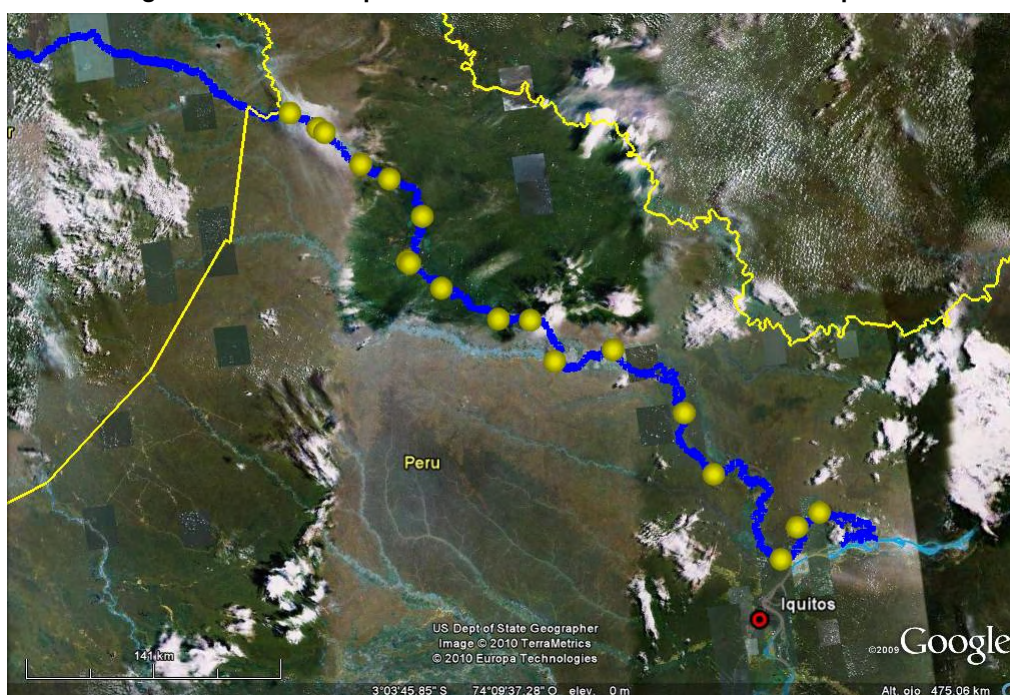 r
Peru
Iquitos
US Dept of State Geographer
Image © 2010 TerraMetrics
© 2010 Europa Technologies
©2009 Google
141 km
3°03'45.85" S 74°09'37.28" O elev. 0 m
Alt. ojo 475.06 km